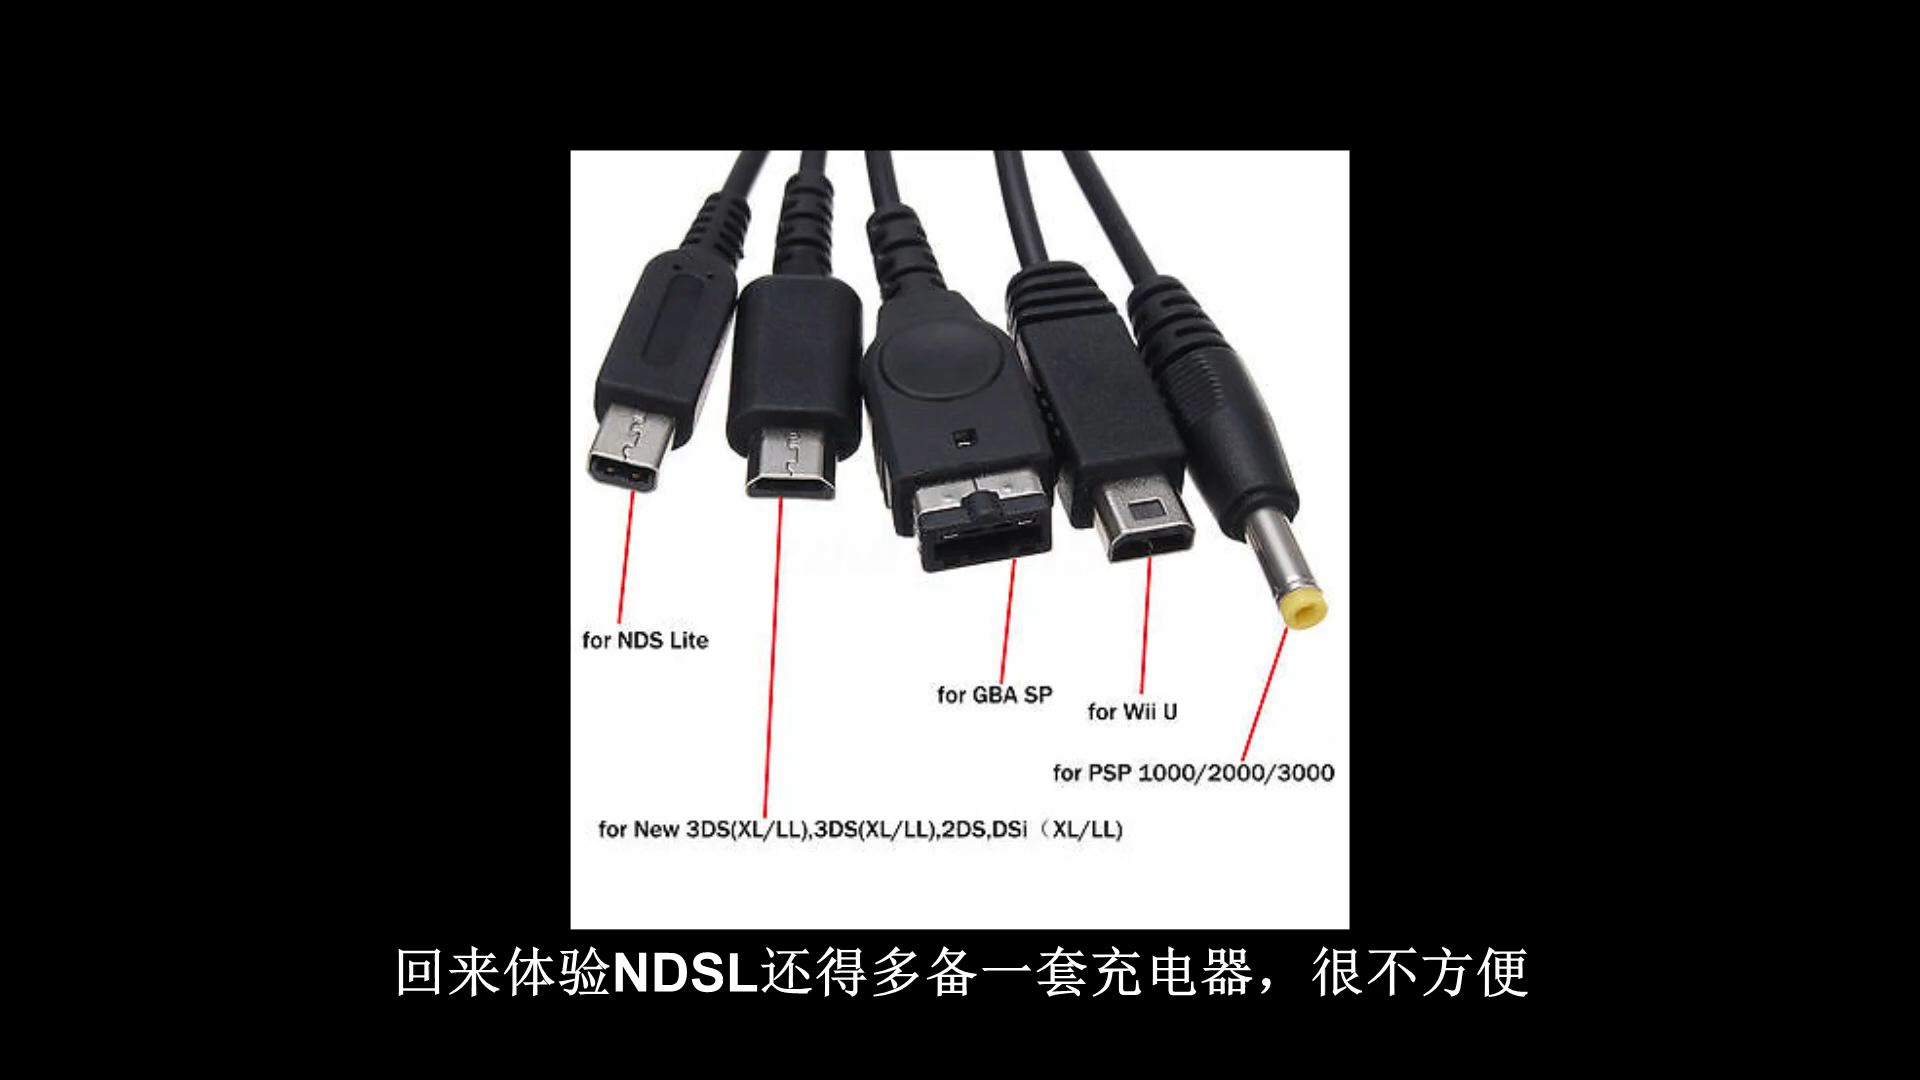 for NDS Lite
for GBA SP
for Wii U
for PSP 1000/2000/3000
for New 3DS(XL/LL),3DS(XL/LL),2DS,DSi（XL/LL)
回来体验NDSL还得多备一套充电器，很不方便